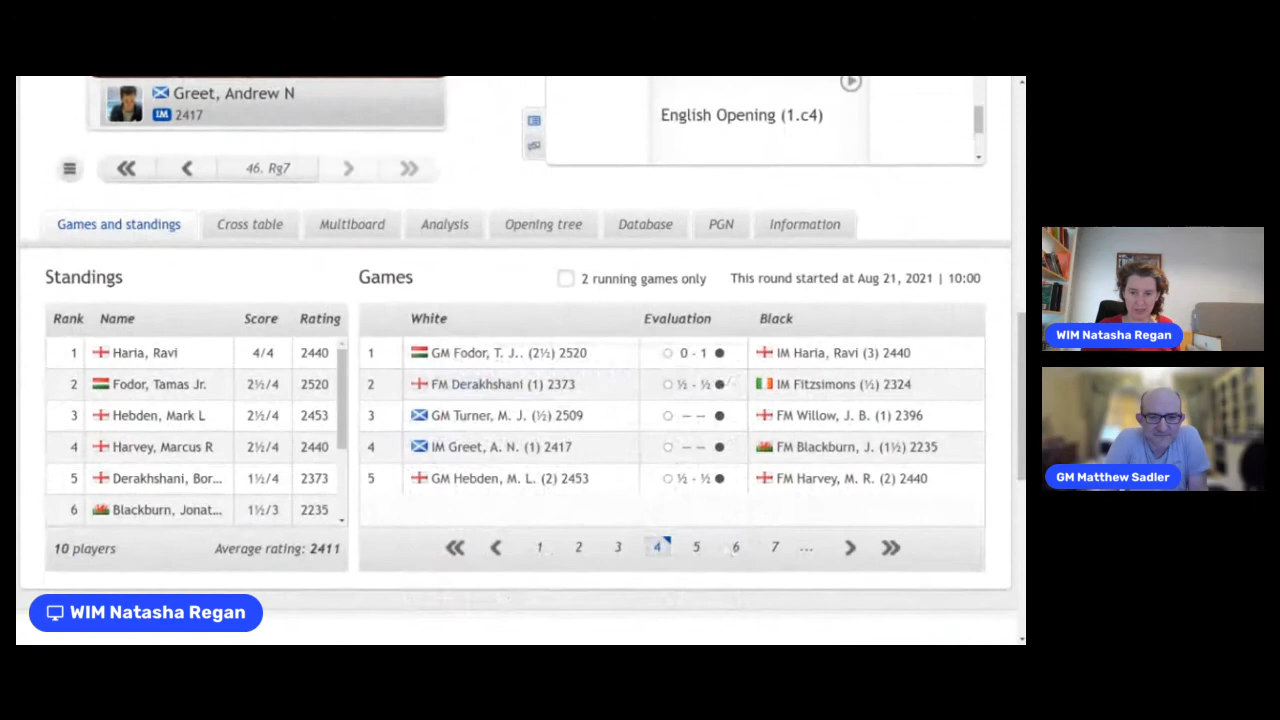 Greet, Andrew N
IM 2417
English Opening (1.c4)
46. Rg7
Games and standings Cross table Multiboard Analysis Opening tree Database PGN Information
Standings
Rank Name Score Rating
1 Haria, Ravi 4/4 2440
2 Fodor, Tamas Jr. 2½/4 2520
3 Hebden, Mark L 2½/4 2453
4 Harvey, Marcus R 2½/4 2440
5 Derakhshani, Bor... 1½/4 2373
6 Blackburn, Jonat... 1½/3 2235
10 players Average rating: 2411
Games 2 running games only This round started at Aug 21, 2021 | 10:00
White Evaluation Black
1 GM Fodor, T. J.. (2½) 2520 0 - 1 IM Haria, Ravi (3) 2440
2 FM Derakhshani (1) 2373 ½ - ½ IM Fitzsimons (½) 2324
3 GM Turner, M. J. (½) 2509 – – FM Willow, J. B. (1) 2396
4 IM Greet, A. N. (1) 2417 – – FM Blackburn, J. (1½) 2235
5 GM Hebden, M. L. (2) 2453 ½ - ½ FM Harvey, M. R. (2) 2440
1 2 3 4 5 6 7 ...
WIM Natasha Regan
WIM Natasha Regan
GM Matthew Sadler